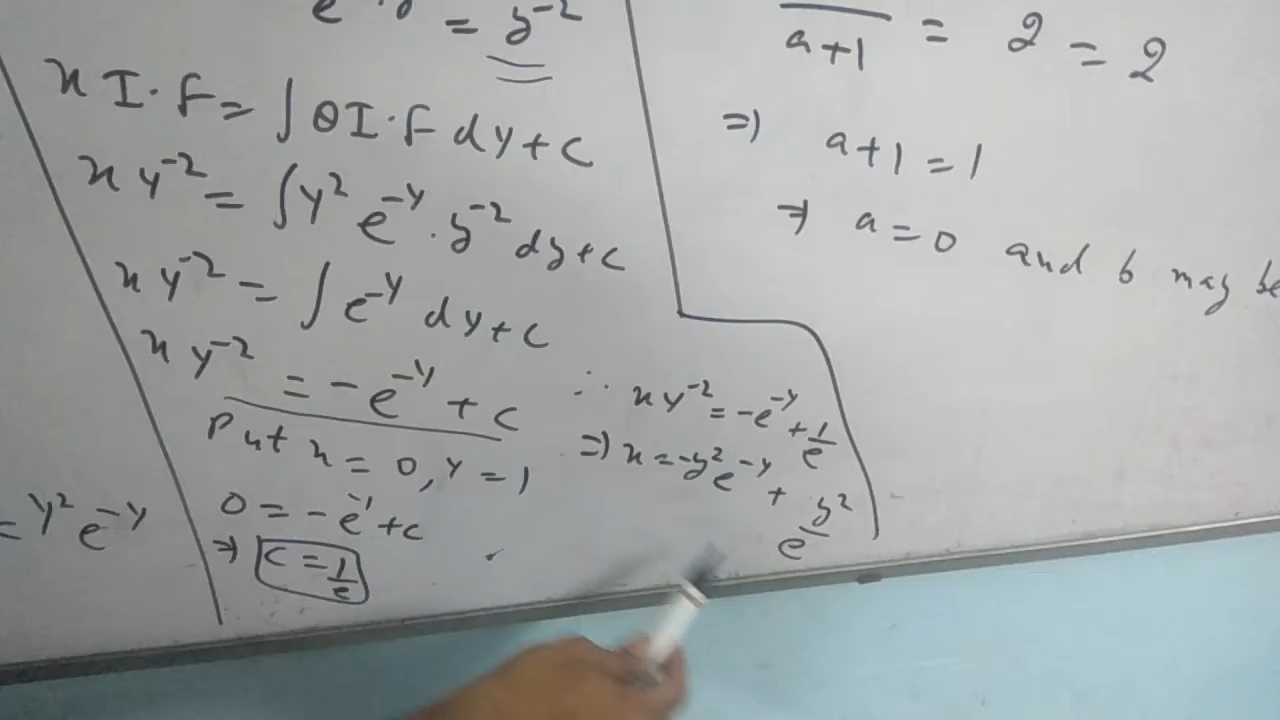 = y⁻²
x I.F = ∫ Q I.F dy + c
x y⁻² = ∫ y² e⁻ʸ . y⁻² dy + c
x y⁻² = ∫ e⁻ʸ dy + c
x y⁻² = - e⁻ʸ + c
Put x = 0, y = 1
0 = - e⁻¹ + c
⇒ c = 1/e
= y² e⁻ʸ
∴ x y⁻² = - e⁻ʸ + 1/e
⇒ x = - y² e⁻ʸ + y²/e
a + 1 = 2 = 2
⇒ a + 1 = 1
⇒ a = 0 and b may be